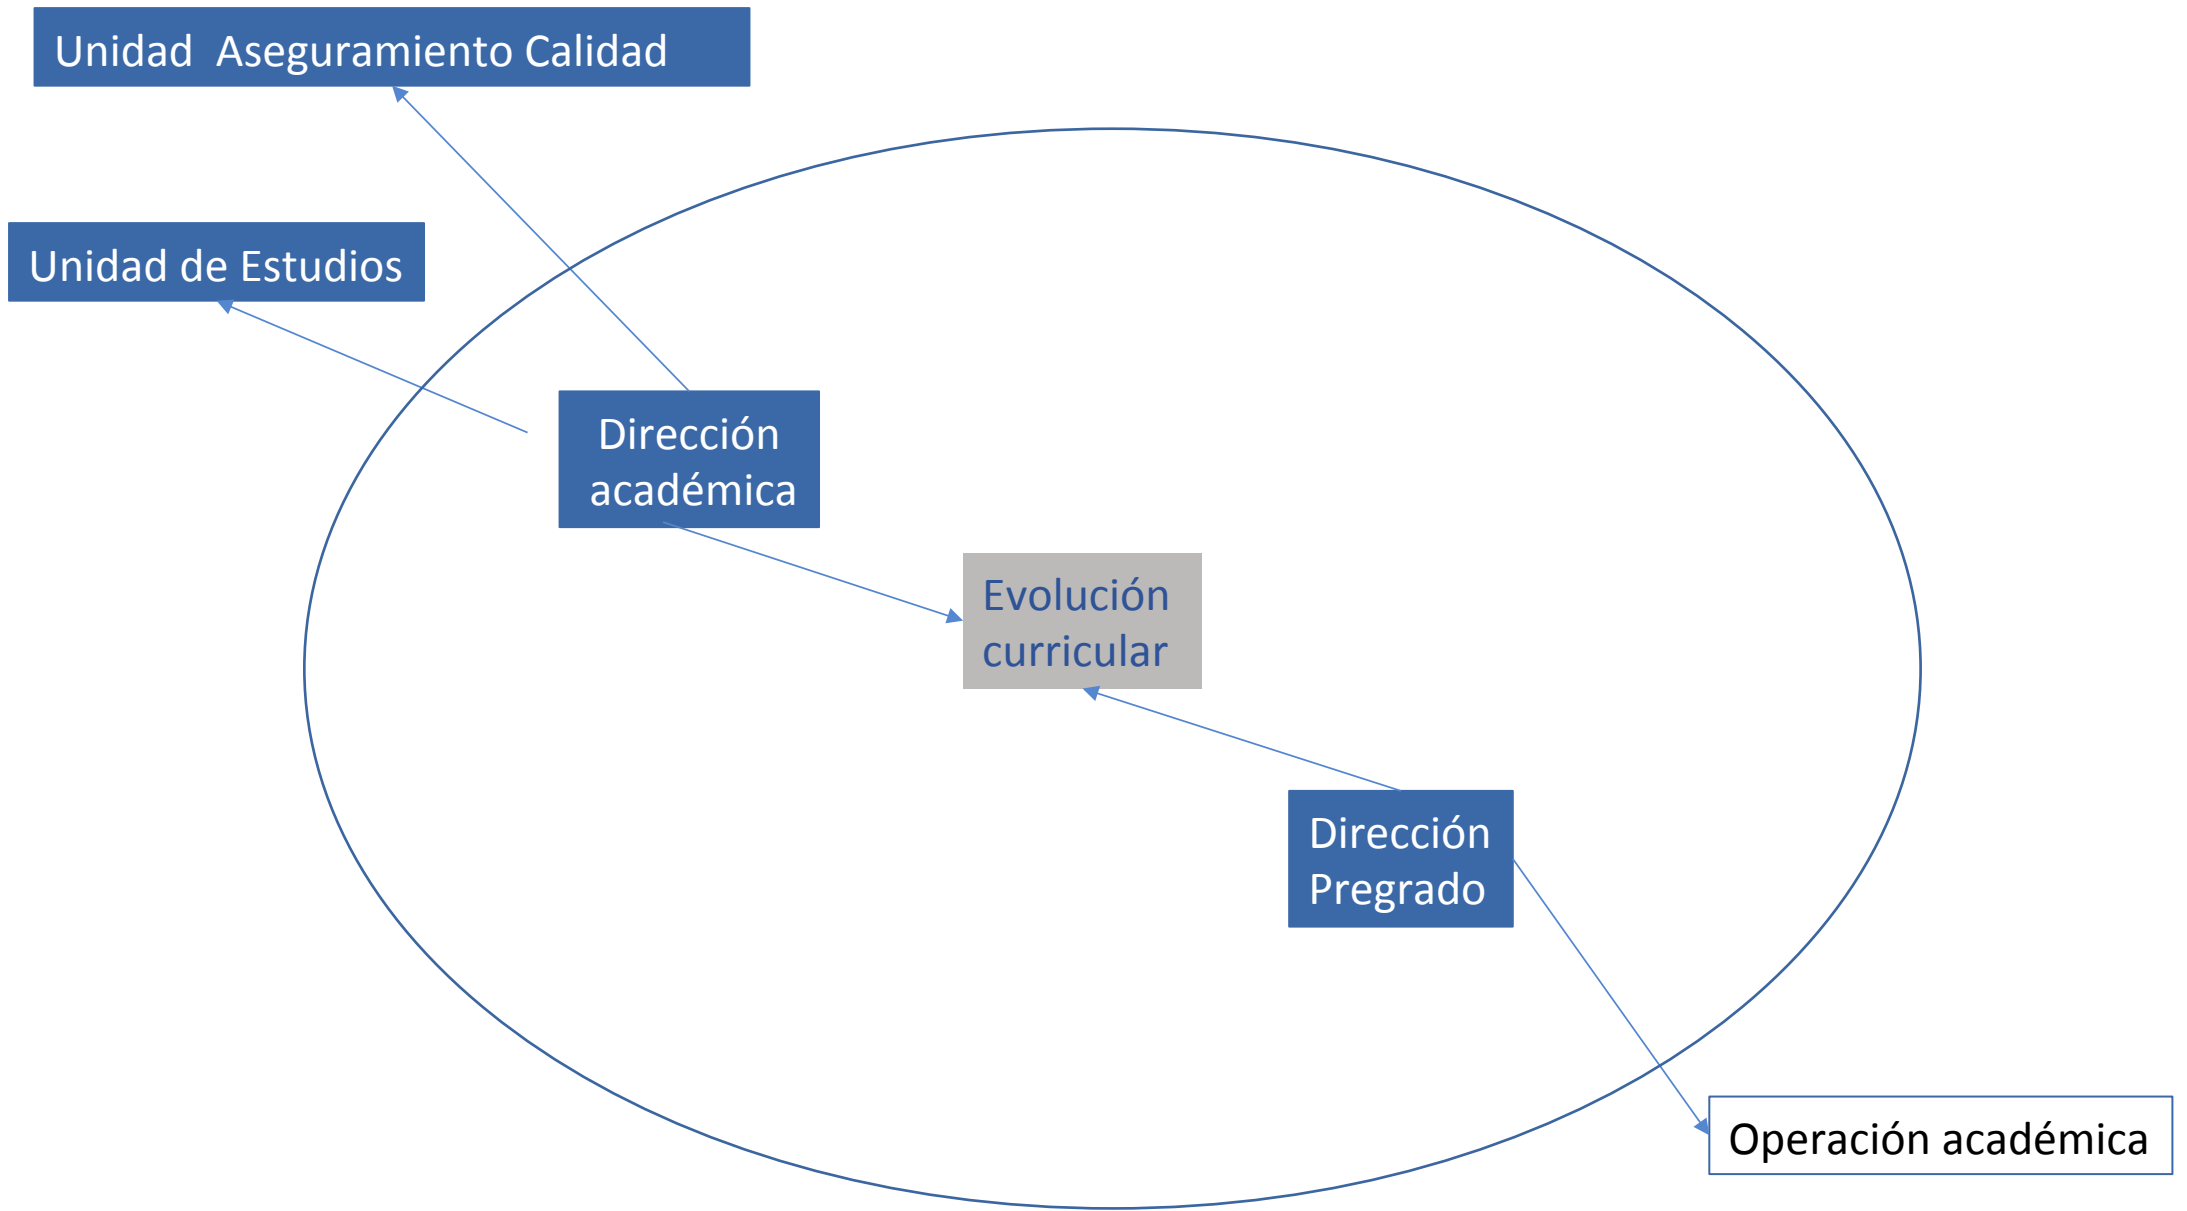 Unidad  Aseguramiento Calidad
Unidad de Estudios
Dirección
académica
Evolución
curricular
Dirección
Pregrado
Operación académica